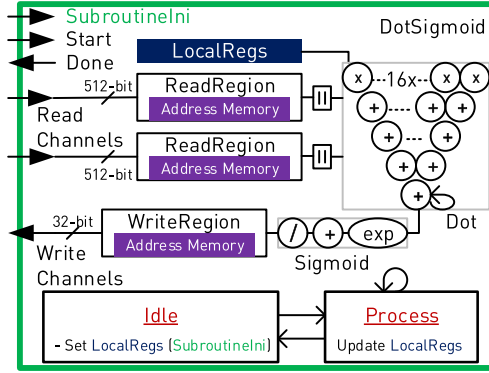 SubroutineIni
Start
Done
LocalRegs
DotSigmoid
512-bit
ReadRegion
Address Memory
x ---16x--- x x
Read
Channels
+ ---- + +
+ --- + +
ReadRegion
Address Memory
512-bit
+ +
+
Dot
32-bit
WriteRegion
Address Memory
/ + exp
Sigmoid
Write
Channels
Idle
- Set LocalRegs (SubroutineIni)
Process
Update LocalRegs